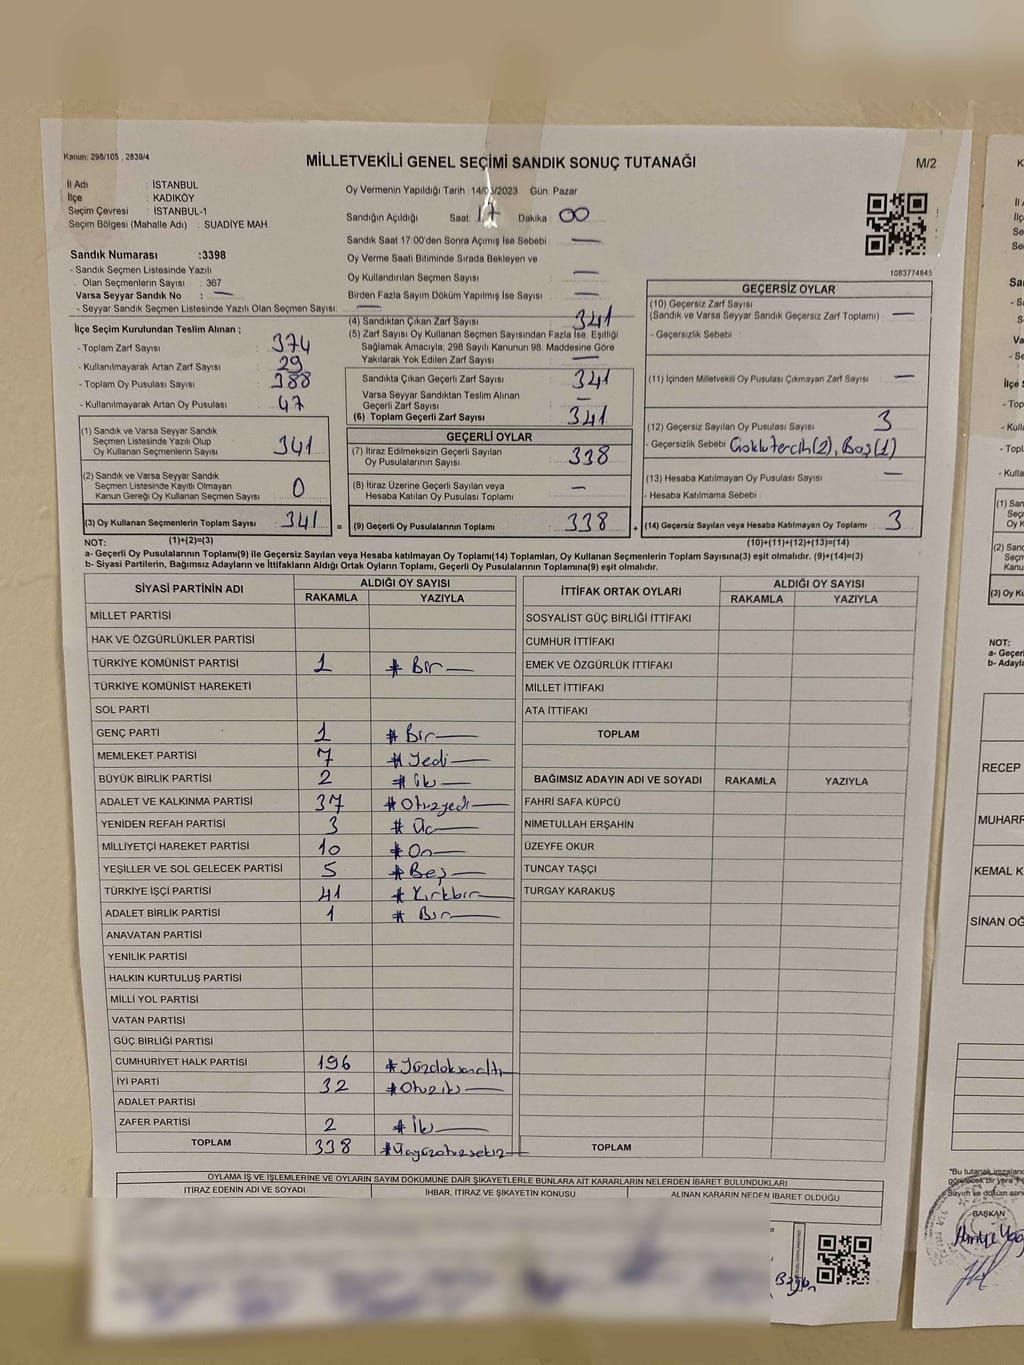 Kanun: 298/105 , 2839/4
MİLLETVEKİLİ GENEL SEÇİMİ SANDIK SONUÇ TUTANAĞI
M/2
İl Adı : İSTANBUL
İlçe : KADIKÖY
Seçim Çevresi : İSTANBUL-1
Seçim Bölgesi (Mahalle Adı) : SUADİYE MAH.
Oy Vermenin Yapıldığı Tarih 14/05/2023 Gün: Pazar
Sandığın Açıldığı Saat: 17 Dakika 00
Sandık Saat 17:00'den Sonra Açımış İse Sebebi : —
Oy Verme Saati Bitiminde Sırada Bekleyen ve
Oy Kullandırılan Seçmen Sayısı : —
Birden Fazla Sayım Döküm Yapılmış İse Sayısı : —
1083774845
Sandık Numarası :3398
- Sandık Seçmen Listesinde Yazılı
Olan Seçmenlerin Sayısı : 367
Varsa Seyyar Sandık No : —
- Seyyar Sandık Seçmen Listesinde Yazılı Olan Seçmen Sayısı: —
İlçe Seçim Kurulundan Teslim Alınan ;
- Toplam Zarf Sayısı : 374
- Kullanılmayarak Artan Zarf Sayısı : 29
- Toplam Oy Pusulası Sayısı : 388
- Kullanılmayarak Artan Oy Pusulası : 47
(1) Sandık ve Varsa Seyyar Sandık
Seçmen Listesinde Yazılı Olup
Oy Kullanan Seçmenlerin Sayısı : 341
(2) Sandık ve Varsa Seyyar Sandık
Seçmen Listesinde Kayıtlı Olmayan
Kanun Gereği Oy Kullanan Seçmen Sayısı : 0
(3) Oy Kullanan Seçmenlerin Toplam Sayısı : 341 =
(4) Sandıktan Çıkan Zarf Sayısı : 341
(5) Zarf Sayısı Oy Kullanan Seçmen Sayısından Fazla İse, Eşitliği
Sağlamak Amacıyla; 298 Sayılı Kanunun 98. Maddesine Göre
Yakılarak Yok Edilen Zarf Sayısı : —
Sandıkta Çıkan Geçerli Zarf Sayısı : 341
Varsa Seyyar Sandıktan Teslim Alınan
Geçerli Zarf Sayısı : —
(6) Toplam Geçerli Zarf Sayısı : 341
GEÇERLİ OYLAR
(7) İtiraz Edilmeksizin Geçerli Sayılan
Oy Pusulalarının Sayısı : 338
(8) İtiraz Üzerine Geçerli Sayılan veya
Hesaba Katılan Oy Pusulası Toplamı : —
(9) Geçerli Oy Pusulalarının Toplamı : 338 +
GEÇERSİZ OYLAR
(10) Geçersiz Zarf Sayısı
(Sandık ve Varsa Seyyar Sandık Geçersiz Zarf Toplamı) : —
- Geçersizlik Sebebi :
(11) İçinden Milletvekili Oy Pusulası Çıkmayan Zarf Sayısı : —
(12) Geçersiz Sayılan Oy Pusulası Sayısı : 3
- Geçersizlik Sebebi : Çoklu tercih(2), Boş(1)
(13) Hesaba Katılmayan Oy Pusulası Sayısı : —
- Hesaba Katılmama Sebebi :
(14) Geçersiz Sayılan veya Hesaba Katılmayan Oy Toplamı : 3
NOT: (1)+(2)=(3) (10)+(11)+(12)+(13)=(14)
a- Geçerli Oy Pusulalarının Toplamı(9) ile Geçersiz Sayılan veya Hesaba katılmayan Oy Toplamı(14) Toplamları, Oy Kullanan Seçmenlerin Toplam Sayısına(3) eşit olmalıdır. (9)+(14)=(3)
b- Siyasi Partilerin, Bağımsız Adayların ve İttifakların Aldığı Ortak Oyların Toplamı, Geçerli Oy Pusulalarının Toplamına(9) eşit olmalıdır.
SİYASİ PARTİNİN ADI ALDIĞI OY SAYISI
RAKAMLA YAZIYLA
MİLLET PARTİSİ
HAK VE ÖZGÜRLÜKLER PARTİSİ
TÜRKİYE KOMÜNİST PARTİSİ 1 # Bir
TÜRKİYE KOMÜNİST HAREKETİ
SOL PARTİ
GENÇ PARTİ 1 # Bir
MEMLEKET PARTİSİ 7 # Yedi
BÜYÜK BİRLİK PARTİSİ 2 # iki
ADALET VE KALKINMA PARTİSİ 37 # Otuzyedi
YENİDEN REFAH PARTİSİ 3 # Üç
MİLLİYETÇİ HAREKET PARTİSİ 10 # On
YEŞİLLER VE SOL GELECEK PARTİSİ 5 # Beş
TÜRKİYE İŞÇİ PARTİSİ 41 # Kırkbir
ADALET BİRLİK PARTİSİ 1 # Bir
ANAVATAN PARTİSİ
YENİLİK PARTİSİ
HALKIN KURTULUŞ PARTİSİ
MİLLİ YOL PARTİSİ
VATAN PARTİSİ
GÜÇ BİRLİĞİ PARTİSİ
CUMHURİYET HALK PARTİSİ 196 # Yüzdoksanaltı
İYİ PARTİ 32 # Otuziki
ADALET PARTİSİ
ZAFER PARTİSİ 2 # İki
TOPLAM 338 # Üçyüzotuzsekiz
İTTİFAK ORTAK OYLARI ALDIĞI OY SAYISI
RAKAMLA YAZIYLA
SOSYALİST GÜÇ BİRLİĞİ İTTİFAKI
CUMHUR İTTİFAKI
EMEK VE ÖZGÜRLÜK İTTİFAKI
MİLLET İTTİFAKI
ATA İTTİFAKI
TOPLAM
BAĞIMSIZ ADAYIN ADI VE SOYADI RAKAMLA YAZIYLA
FAHRİ SAFA KÜPCÜ
NİMETULLAH ERŞAHİN
ÜZEYFE OKUR
TUNCAY TAŞÇI
TURGAY KARAKUŞ
TOPLAM
OYLAMA İŞ VE İŞLEMLERİNE VE OYLARIN SAYIM DÖKÜMÜNE DAİR ŞİKAYETLERLE BUNLARA AİT KARARLARIN NELERDEN İBARET BULUNDUKLARI
İTİRAZ EDENİN ADI VE SOYADI İHBAR, İTİRAZ VE ŞİKAYETİN KONUSU ALINAN KARARIN NEDEN İBARET OLDUĞU
NOT:
RECEP
MUHARR
KEMAL K
SİNAN OĞ
BAŞKAN